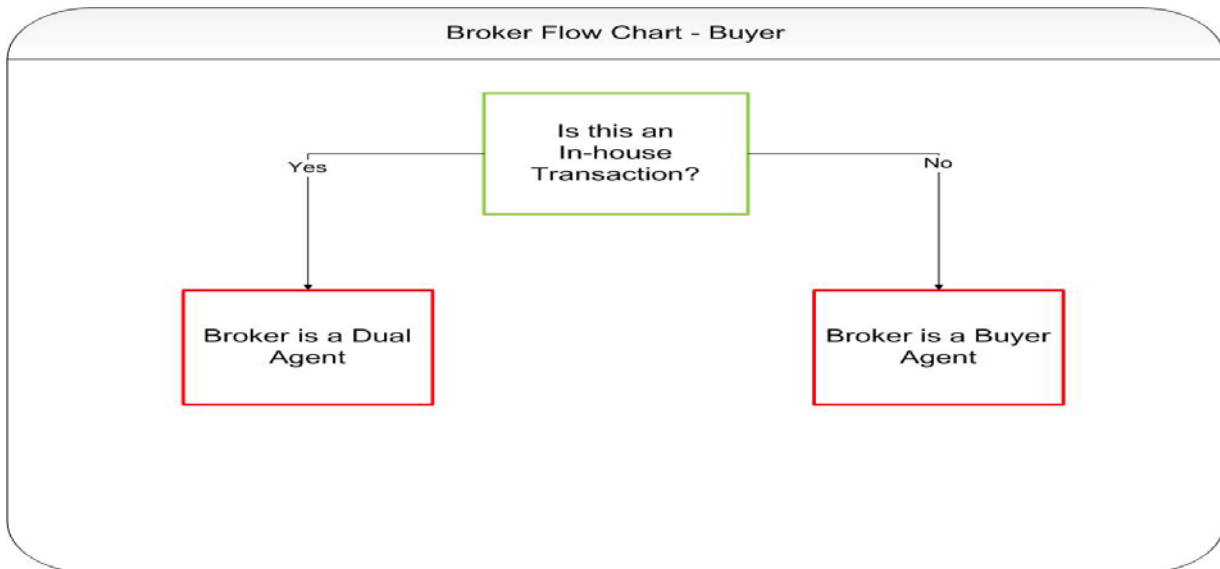 Broker Flow Chart - Buyer
Is this an
In-house
Transaction?
Yes
No
Broker is a Dual
Agent
Broker is a Buyer
Agent